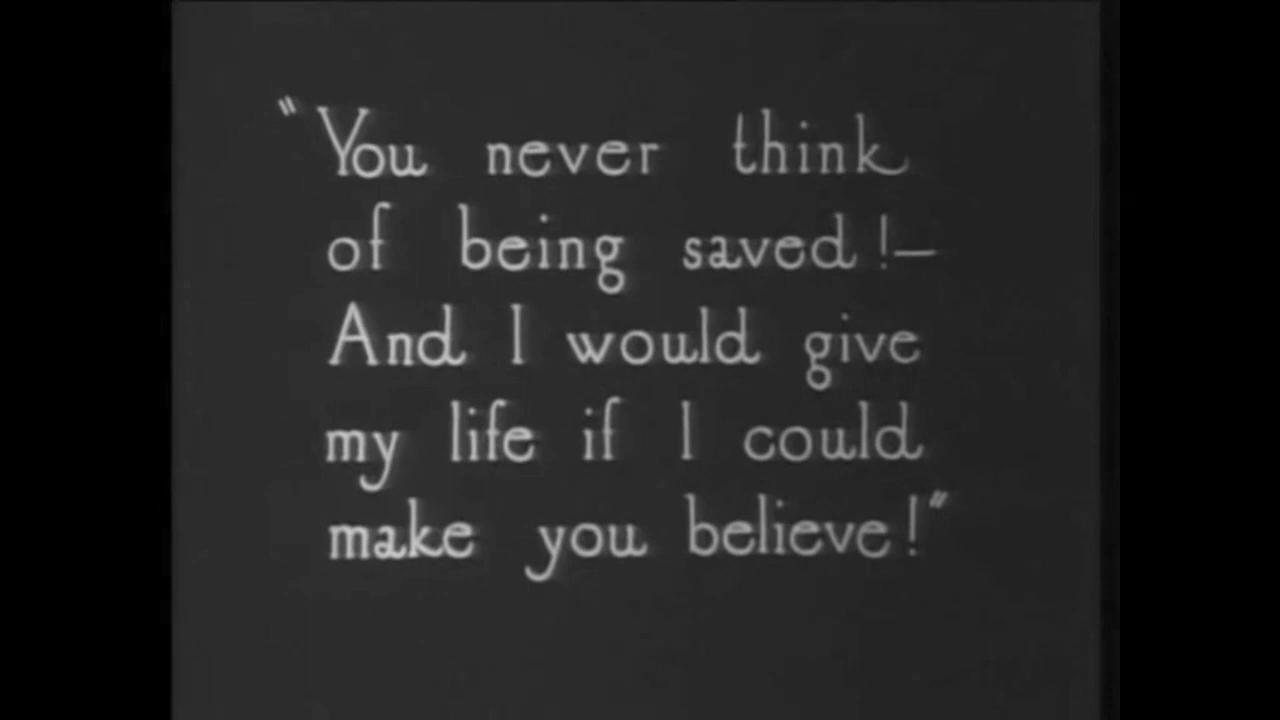 "You never think
of being saved!—
And I would give
my life if I could
make you believe!"